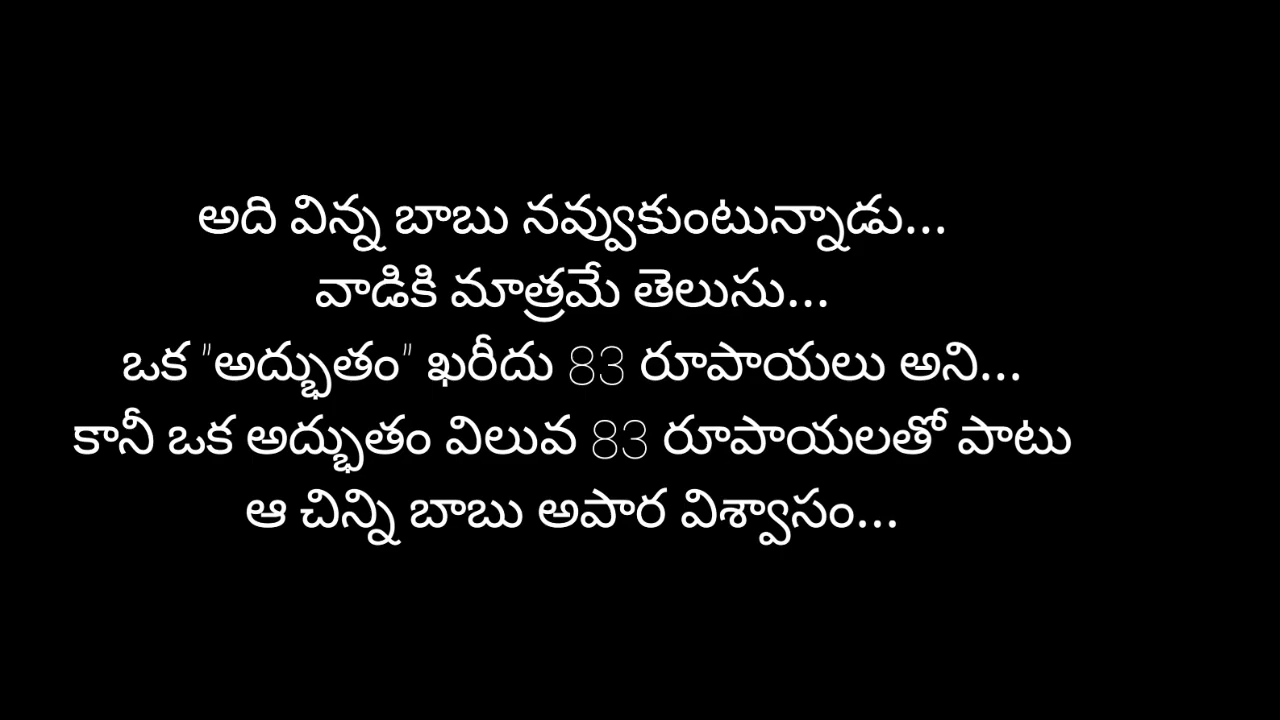 అది విన్న బాబు నవ్వుకుంటున్నాడు...
వాడికి మాత్రమే తెలుసు...
ఒక "అద్భుతం" ఖరీదు 83 రూపాయలు అని...
కానీ ఒక అద్భుతం విలువ 83 రూపాయలతో పాటు
ఆ చిన్ని బాబు అపార విశ్వాసం...